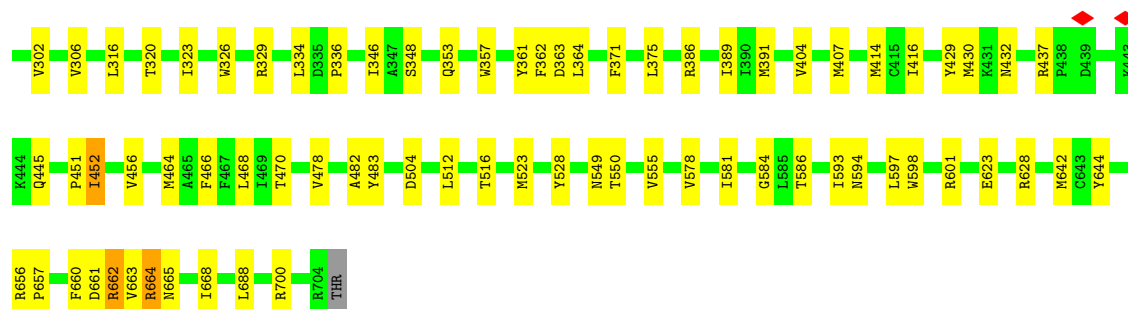 V302 V306 L316 T320 I323 W326 R329 L334 D335 P336 I346 A347 S348 Q353 W357 Y361 F362 D363 L364 F371 L375 R386 I389 I390 M391 V404 M407 M414 C415 I416 Y429 M430 K431 N432 R437 P438 D439 K443
K444 Q445 P451 I452 V456 M464 A465 F466 F467 L468 I469 T470 V478 A482 Y483 D504 L512 T516 M523 Y528 N549 T550 V555 V578 I581 G584 L585 T586 I593 N594 L597 W598 R601 E623 R628 M642 C643 Y644
R656 P657 F660 D661 R662 V663 R664 N665 I668 L688 R700 R704 THR